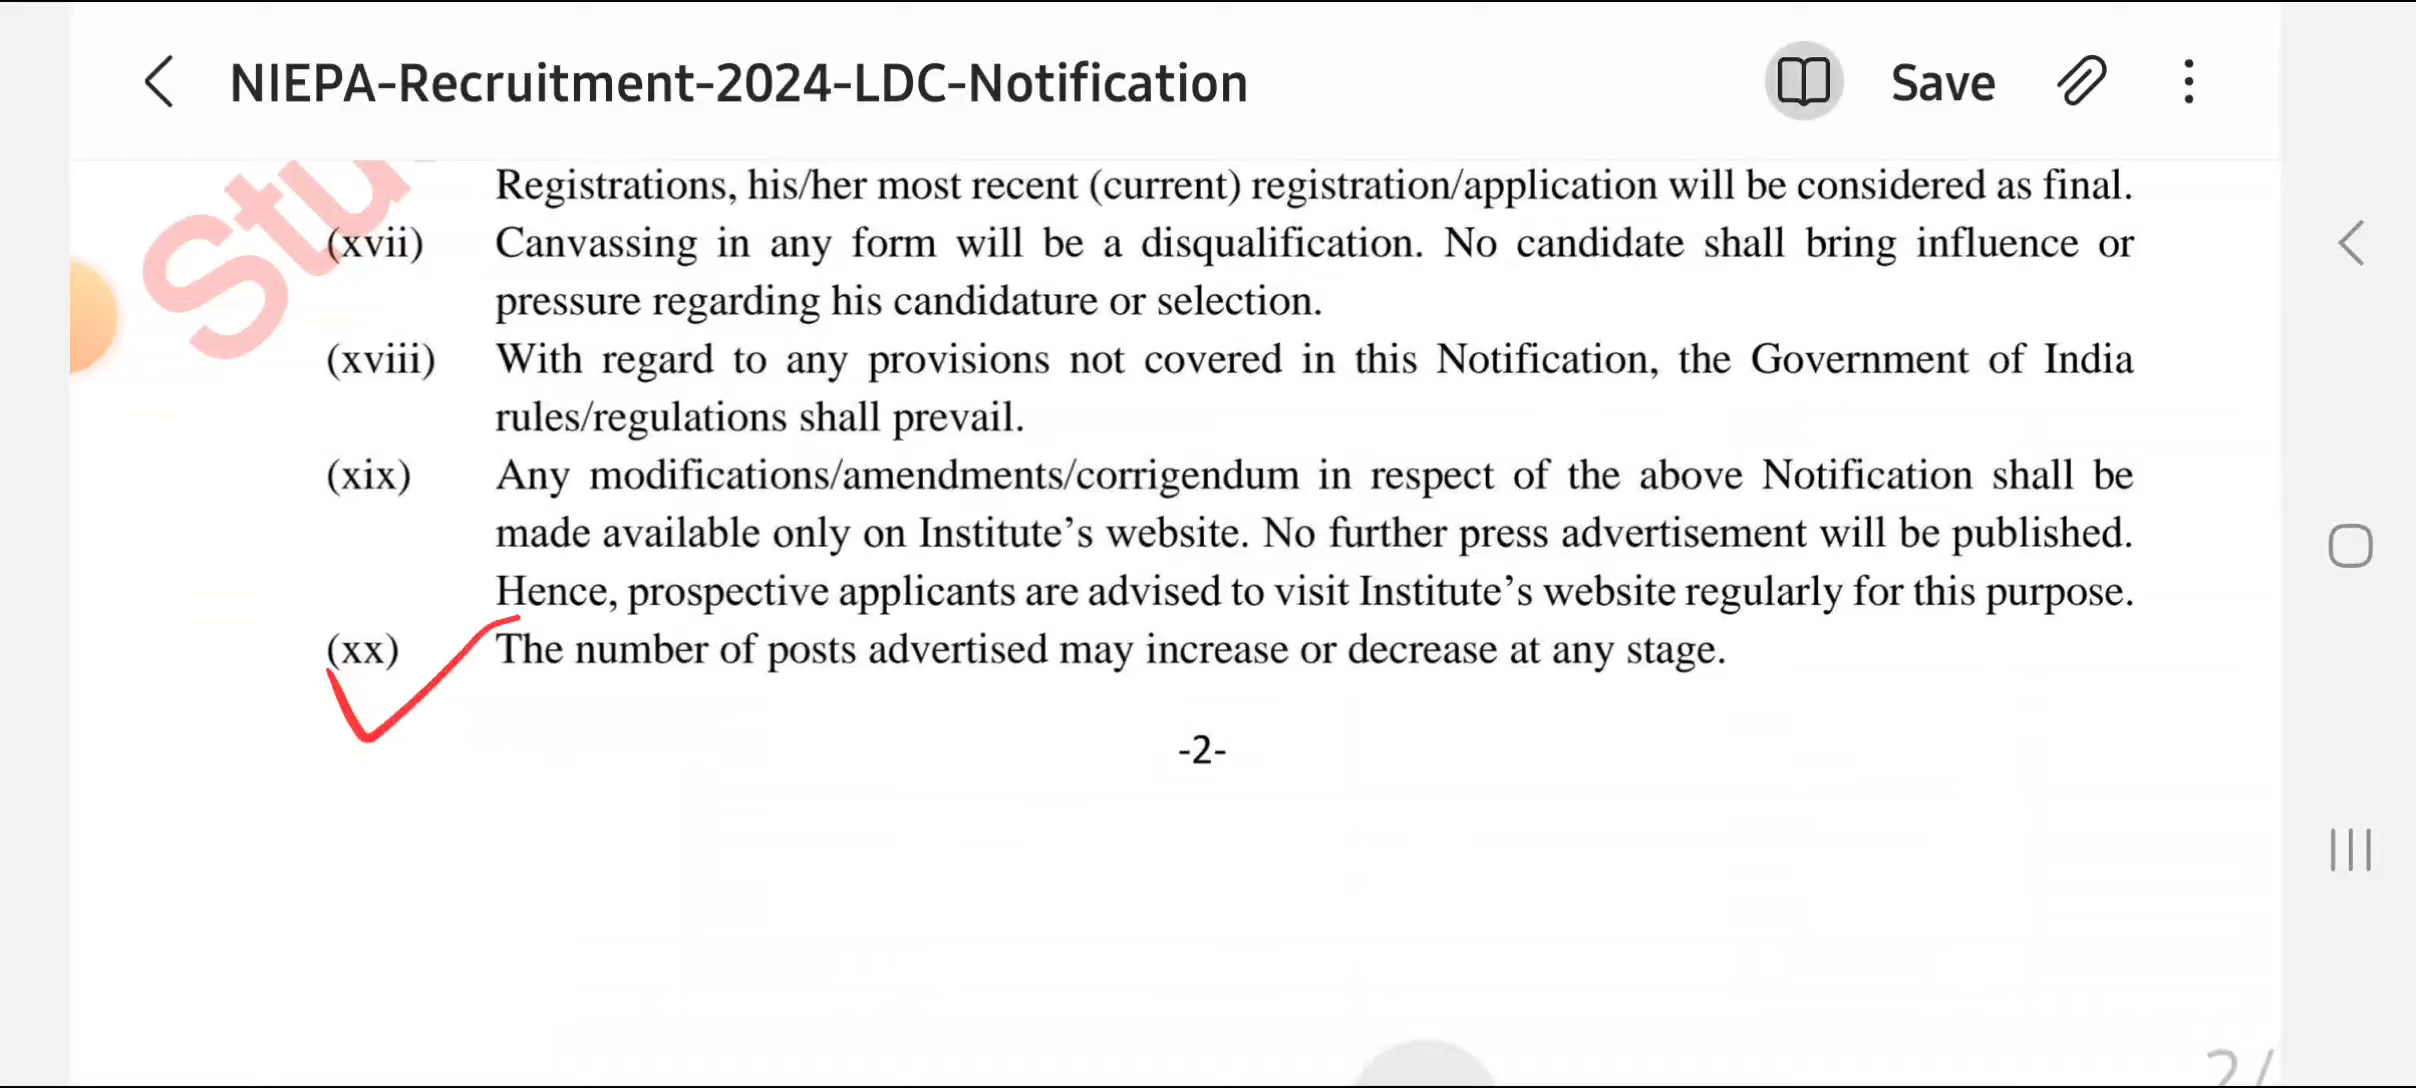 NIEPA-Recruitment-2024-LDC-Notification
Save
Stu
Registrations, his/her most recent (current) registration/application will be considered as final.
(xvii) Canvassing in any form will be a disqualification. No candidate shall bring influence or
pressure regarding his candidature or selection.
(xviii) With regard to any provisions not covered in this Notification, the Government of India
rules/regulations shall prevail.
(xix) Any modifications/amendments/corrigendum in respect of the above Notification shall be
made available only on Institute’s website. No further press advertisement will be published.
Hence, prospective applicants are advised to visit Institute’s website regularly for this purpose.
(xx) The number of posts advertised may increase or decrease at any stage.
-2-
2/